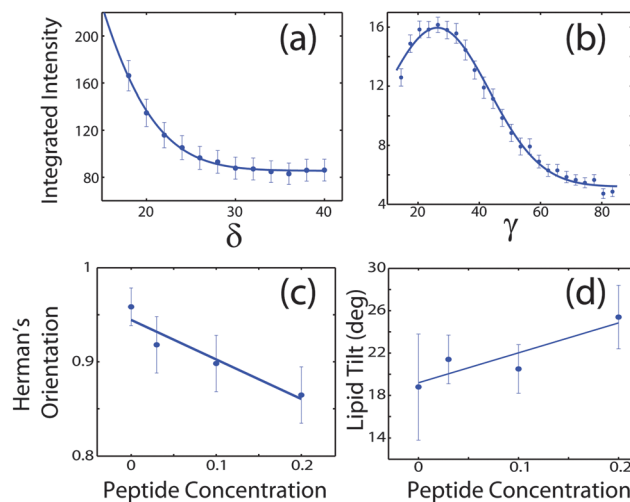 (a)
Integrated Intensity
200
160
120
80
20
30
40
δ
(b)
16
12
8
4
20
40
60
80
γ
(c)
Herman's
Orientation
1
0.9
0.8
0
0.1
0.2
Peptide Concentration
(d)
Lipid Tilt (deg)
30
26
22
18
14
0
0.1
0.2
Peptide Concentration